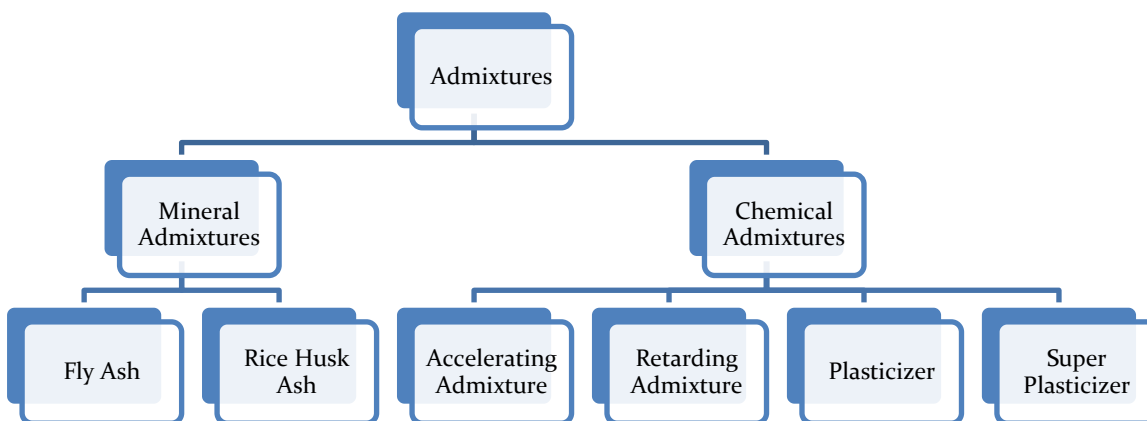 Admixtures
Mineral
Admixtures
Chemical
Admixtures
Fly Ash
Rice Husk
Ash
Accelerating
Admixture
Retarding
Admixture
Plasticizer
Super
Plasticizer